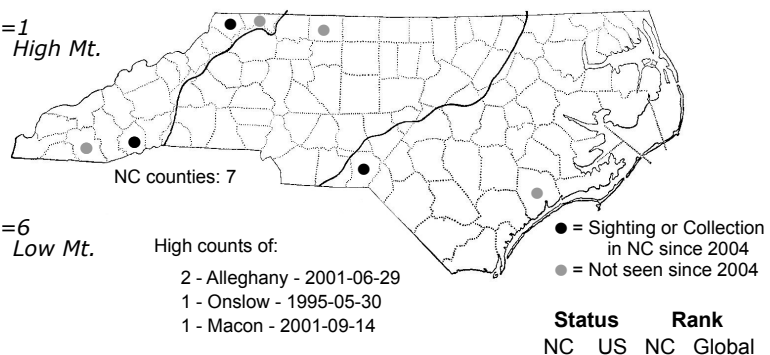 =1
High Mt.
NC counties: 7
=6
Low Mt.
High counts of:
2 - Alleghany - 2001-06-29
1 - Onslow - 1995-05-30
1 - Macon - 2001-09-14
● = Sighting or Collection
in NC since 2004
● = Not seen since 2004
Status Rank
NC US NC Global